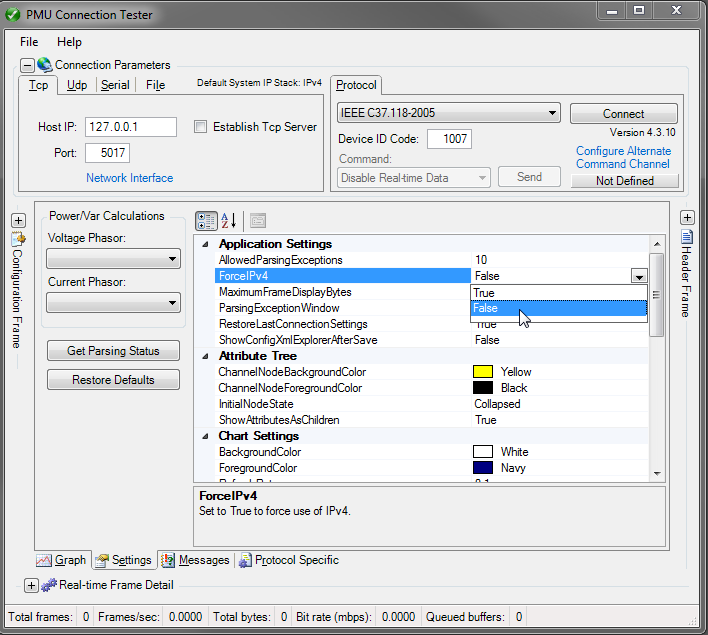 PMU Connection Tester
File Help
Connection Parameters
Tcp Udp Serial File Default System IP Stack: IPv4
Host IP: 127.0.0.1 Establish Tcp Server
Port: 5017
Network Interface
Protocol
IEEE C37.118-2005 Connect
Version 4.3.10
Device ID Code: 1007
Configure Alternate
Command Channel
Command:
Disable Real-time Data Send Not Defined
Configuration Frame
Power/Var Calculations
Voltage Phasor:
Current Phasor:
Get Parsing Status
Restore Defaults
Application Settings
AllowedParsingExceptions 10
ForceIPv4 False
MaximumFrameDisplayBytes True
ParsingExceptionWindow False
RestoreLastConnectionSettings True
ShowConfigXmlExplorerAfterSave False
Attribute Tree
ChannelNodeBackgroundColor Yellow
ChannelNodeForegroundColor Black
InitialNodeState Collapsed
ShowAttributesAsChildren True
Chart Settings
BackgroundColor White
ForegroundColor Navy
ForceIPv4
Set to True to force use of IPv4.
Header Frame
Graph Settings Messages Protocol Specific
Real-time Frame Detail
Total frames: 0 Frames/sec: 0.0000 Total bytes: 0 Bit rate (mbps): 0.0000 Queued buffers: 0